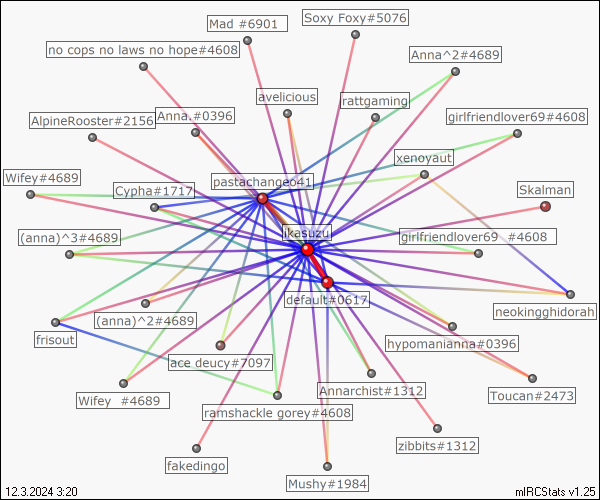 Soxy Foxy#5076
Mad #6901
no cops no laws no hope#4608
Anna^2#4689
avelicious
rattgaming
AlpineRooster#2156
Anna.#0396
girlfriendlover69#4608
xenoyaut
Wifey#4689
Cypha#1717
pastachangeo41
Skalman
(anna)^3#4689
ikasuzu
girlfriendlover69 #4608
default#0617
neokingghidorah
(anna)^2#4689
frisout
hypomanianna#0396
ace deucy#7097
Annarchist#1312
Toucan#2473
Wifey #4689
ramshackle gorey#4608
zibbits#1312
fakedingo
Mushy#1984
12.3.2024 3:20
mIRCStats v1.25